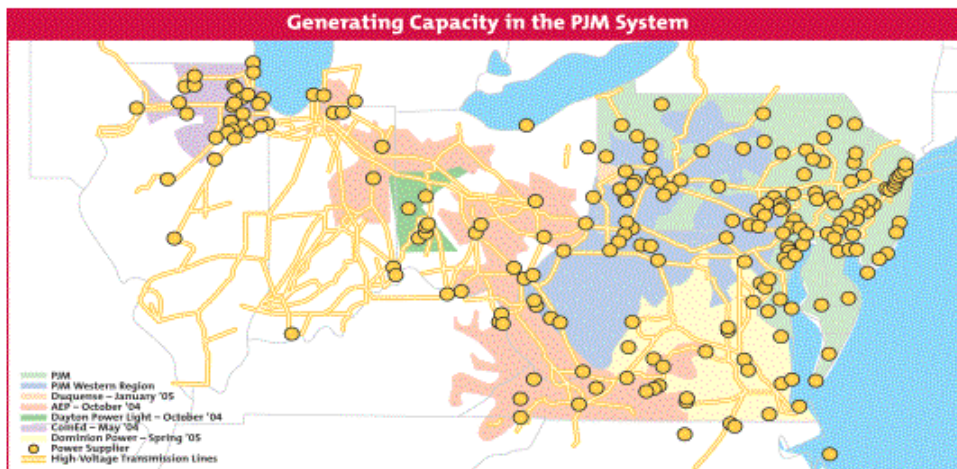 Generating Capacity in the PJM System
PJM
PJM Western Region
Duquense – January '05
AEP – October '04
Dayton Power Light – October '04
ComEd – May '04
Dominion Power – Spring '05
Power Supplier
High-Voltage Transmission Lines